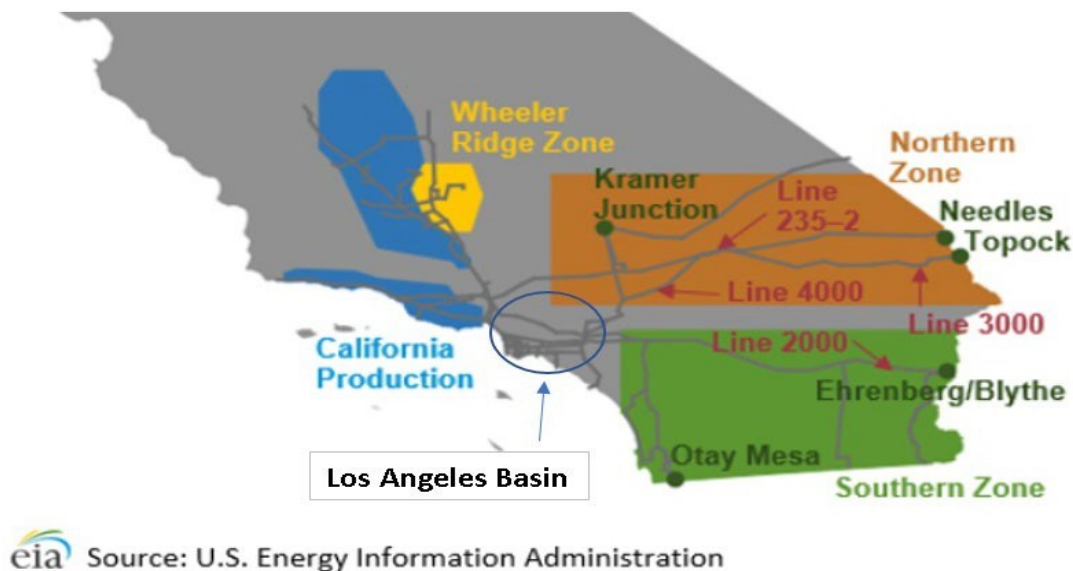 Wheeler
Ridge Zone
Northern
Zone
Kramer
Junction
Line
235–2
Needles
Topock
Line 4000
Line 3000
Line 2000
California
Production
Ehrenberg/Blythe
Los Angeles Basin
Otay Mesa
Southern Zone
eia Source: U.S. Energy Information Administration